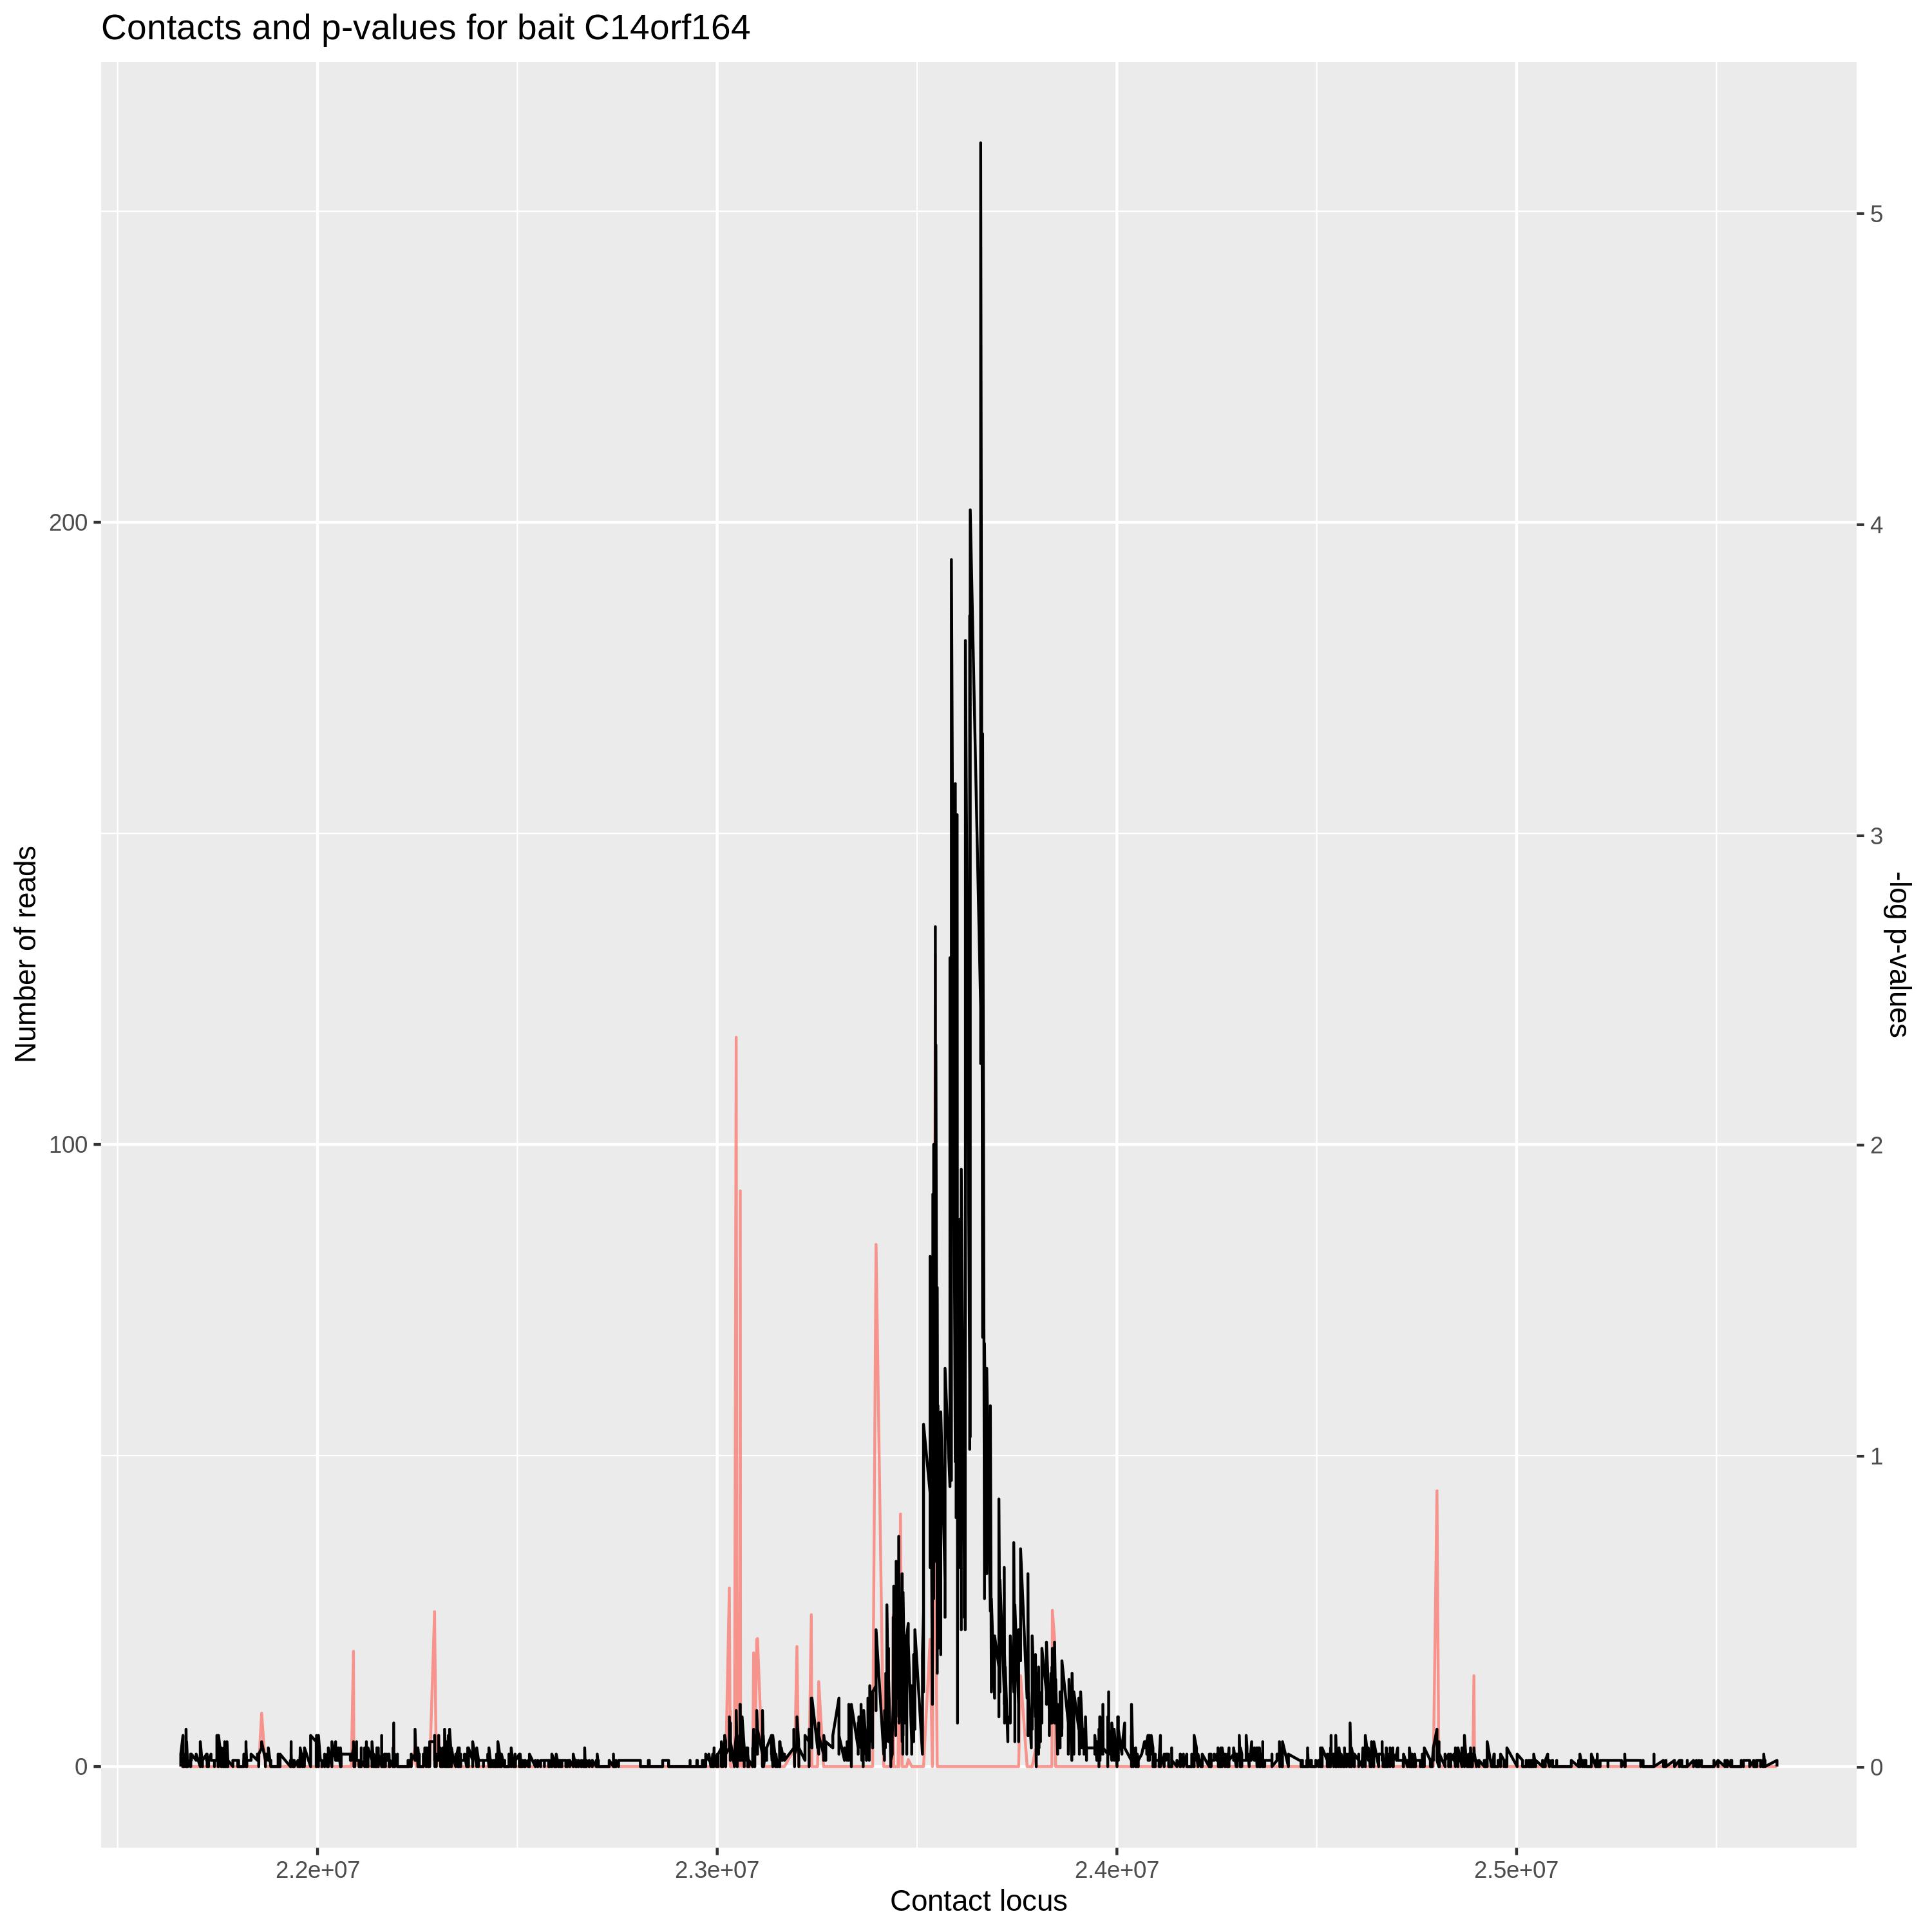 Contacts and p-values for bait C14orf164
Number of reads
200
100
0
5
4
3
2
1
0
-log p-values
2.2e+07
2.3e+07
2.4e+07
2.5e+07
Contact locus